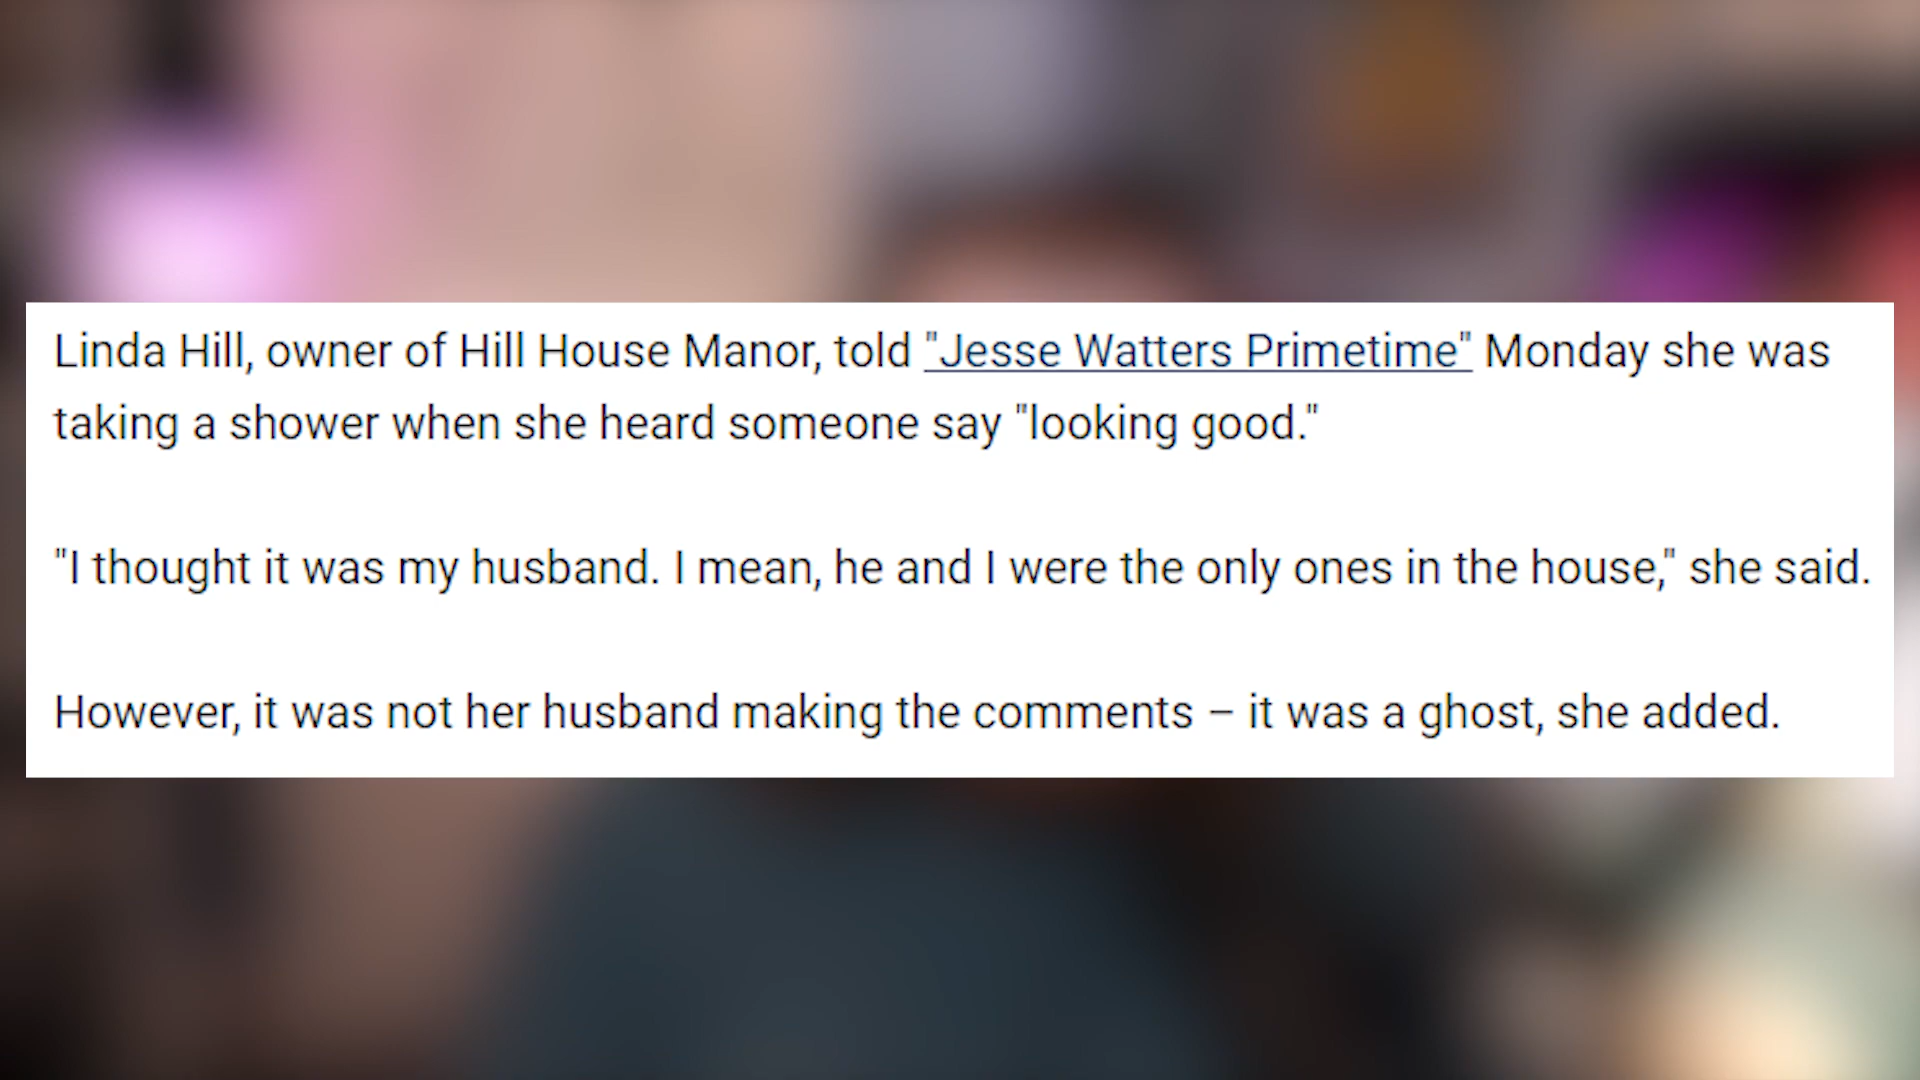 Linda Hill, owner of Hill House Manor, told "Jesse Watters Primetime" Monday she was
taking a shower when she heard someone say "looking good."
"I thought it was my husband. I mean, he and I were the only ones in the house," she said.
However, it was not her husband making the comments – it was a ghost, she added.